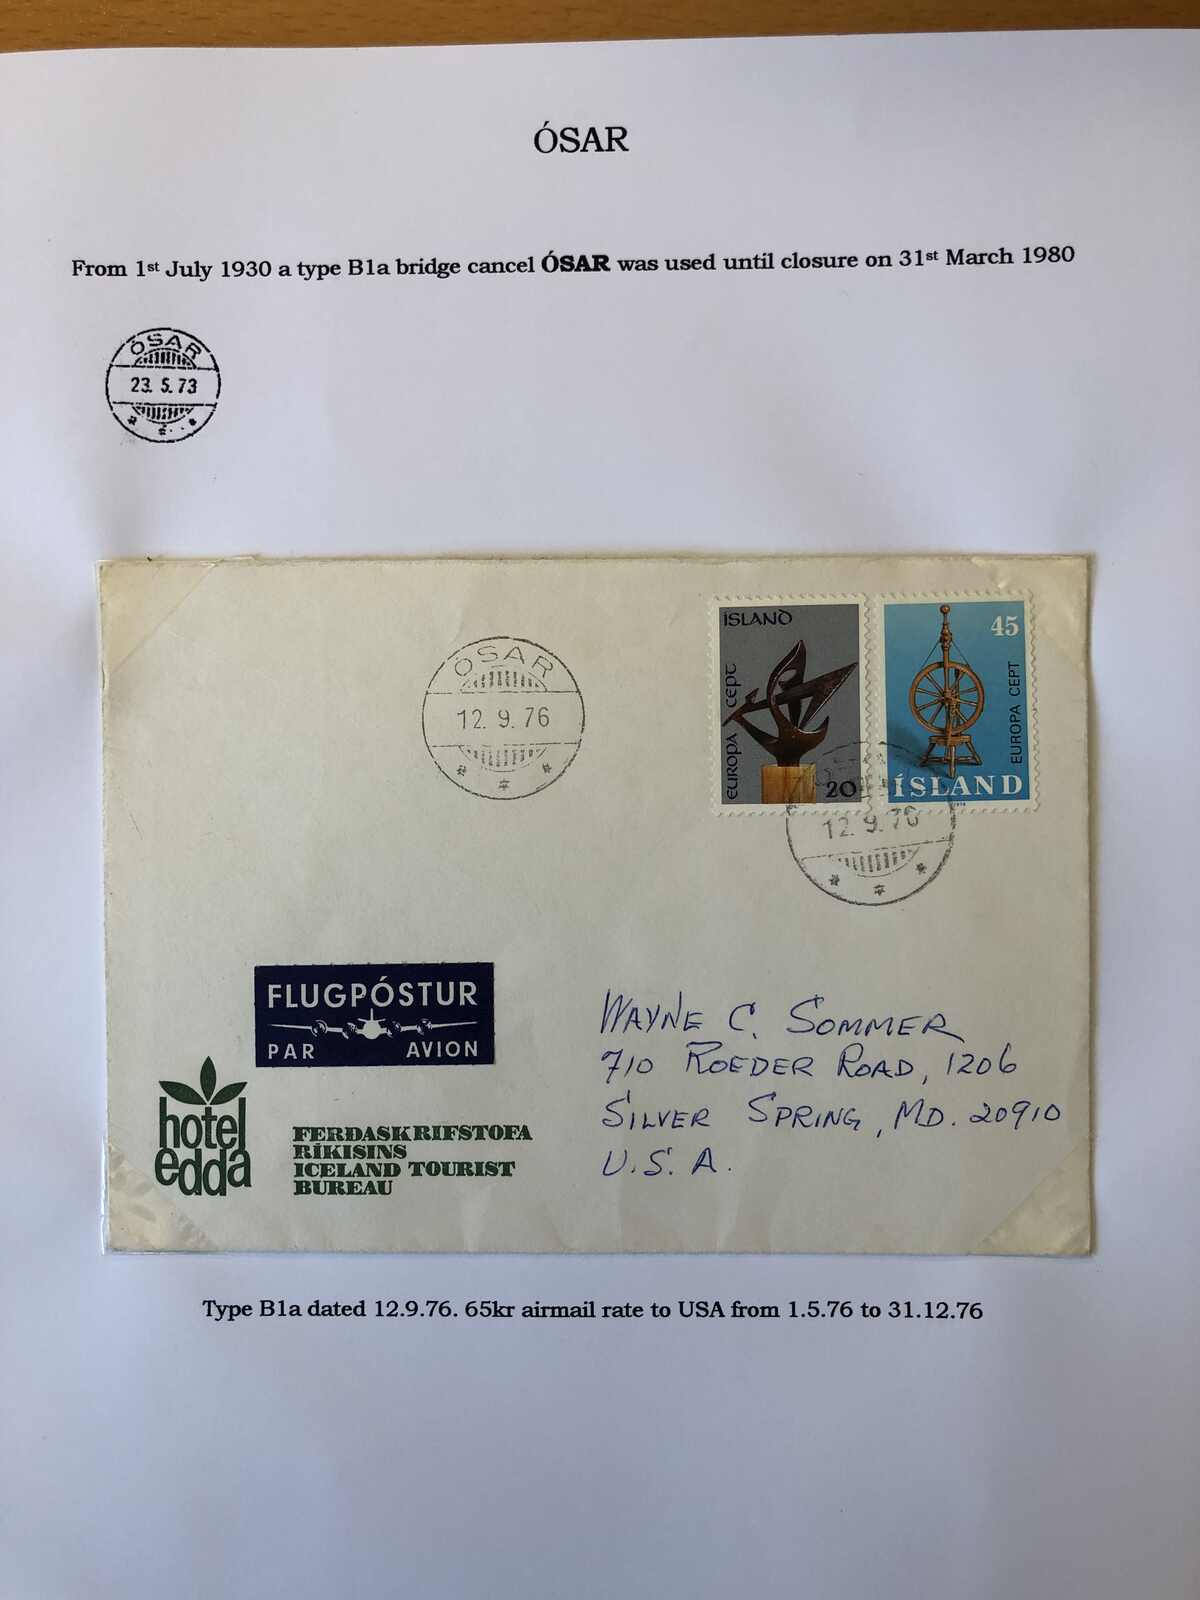 ÓSAR
From 1st July 1930 a type B1a bridge cancel ÓSAR was used until closure on 31st March 1980
ÓSAR
23. 5. 73
ÓSAR
12. 9. 76
ÍSLAND
EUROPA CEPT
20
45
EUROPA CEPT
ÍSLAND
12. 9. 76
FLUGPÓSTUR
PAR AVION
hotel
edda
FERÐASKRIFSTOFA
RÍKISINS
ICELAND TOURIST
BUREAU
WAYNE C. SOMMER
710 ROEDER ROAD, 1206
SILVER SPRING, MD. 20910
U.S.A.
Type B1a dated 12.9.76. 65kr airmail rate to USA from 1.5.76 to 31.12.76